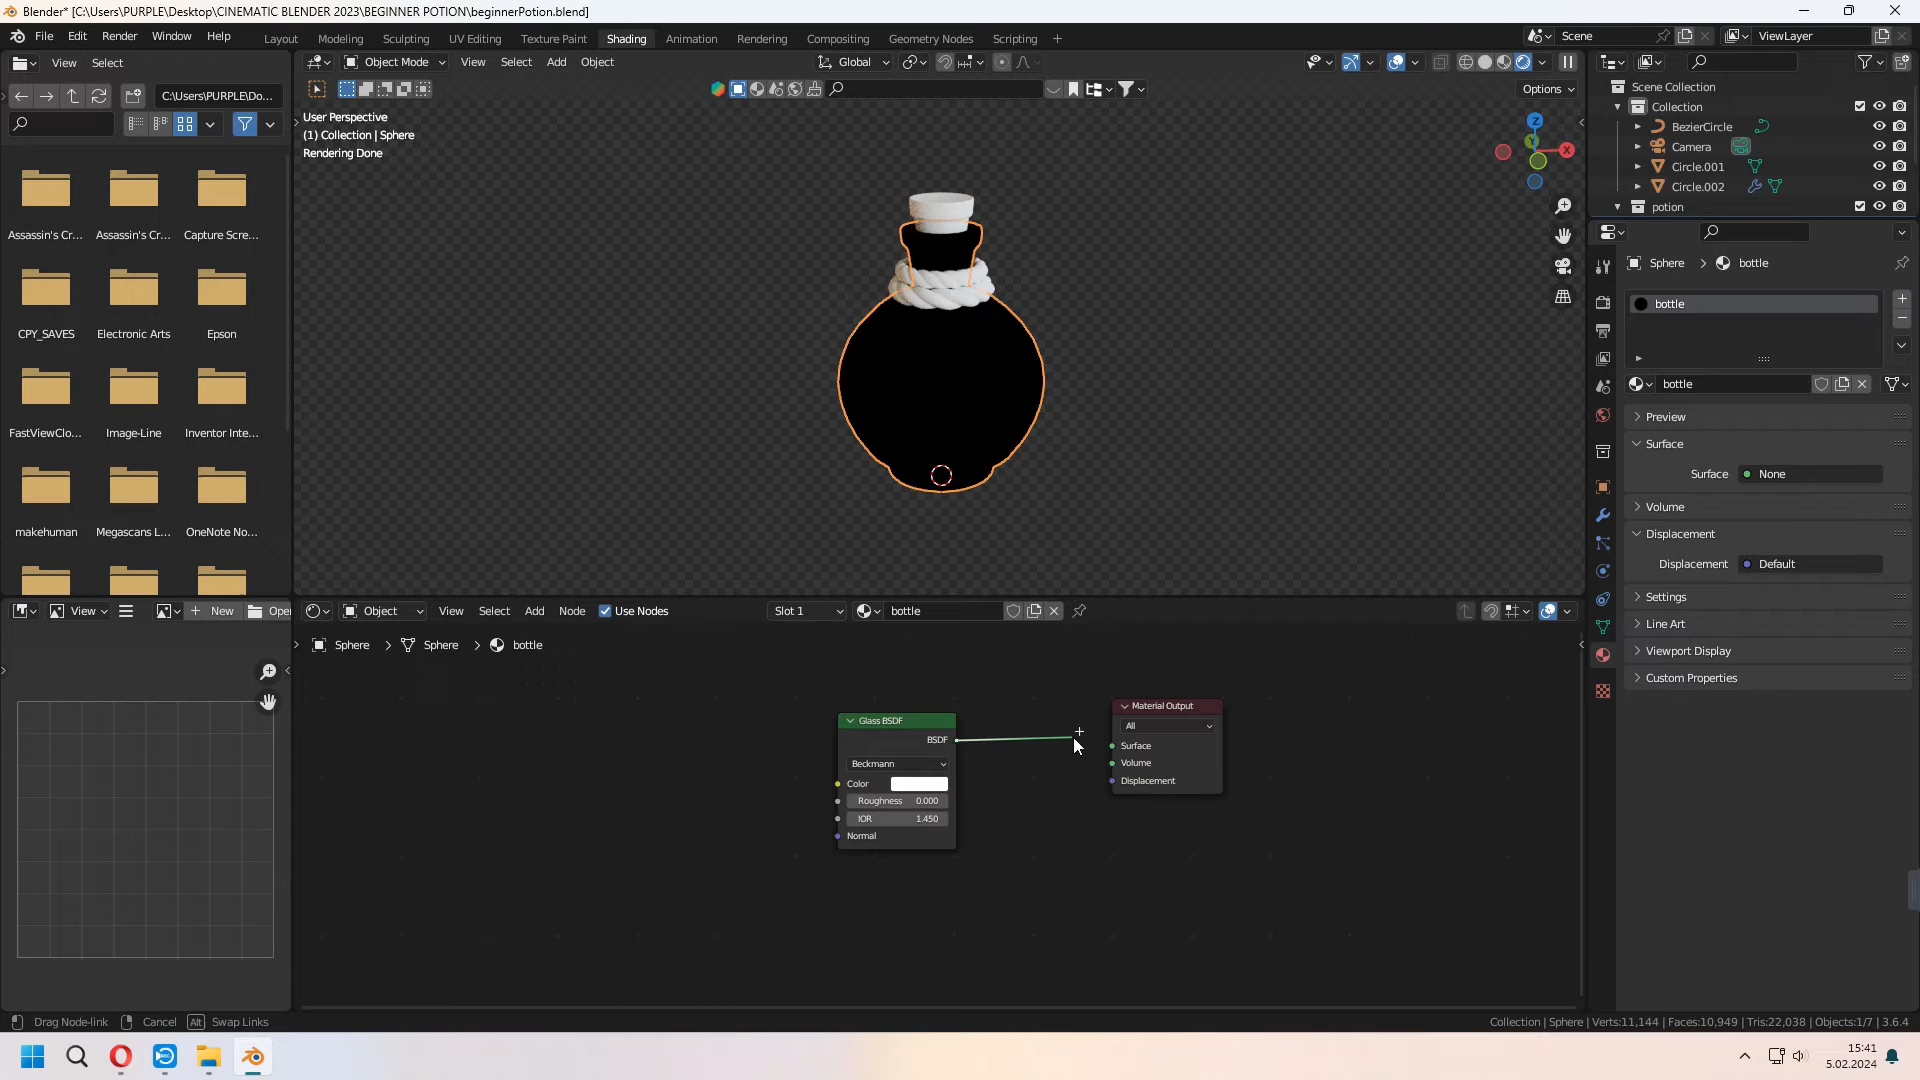 Blender* [C:\Users\PURPLE\Desktop\CINEMATIC BLENDER 2023\BEGINNER POTION\beginnerPotion.blend]
File Edit Render Window Help
Layout Modeling Sculpting UV Editing Texture Paint Shading Animation Rendering Compositing Geometry Nodes Scripting +
Scene
ViewLayer
View Select
Object Mode View Select Add Object
Global
C:\Users\PURPLE\Do...
Options
User Perspective
(1) Collection | Sphere
Rendering Done
Z
X
Y
Scene Collection
Collection
BezierCircle
Camera
Circle.001
Circle.002
potion
Assassin's Cr... Assassin's Cr... Capture Scree...
CPY_SAVES Electronic Arts Epson
FastViewClo... Image-Line Inventor Inte...
makehuman Megascans L... OneNote No...
Sphere > bottle
bottle
bottle
Preview
Surface
Surface None
Volume
Displacement
Displacement Default
Settings
Line Art
Viewport Display
Custom Properties
View + New Open
Object View Select Add Node Use Nodes Slot 1 bottle
Sphere > Sphere > bottle
Glass BSDF
BSDF
Beckmann
Color
Roughness 0.000
IOR 1.450
Normal
Material Output
All
Surface
Volume
Displacement
Drag Node-link Cancel Alt Swap Links
Collection | Sphere | Verts:11,144 | Faces:10,949 | Tris:22,038 | Objects:1/7 | 3.6.4
15:41
5.02.2024